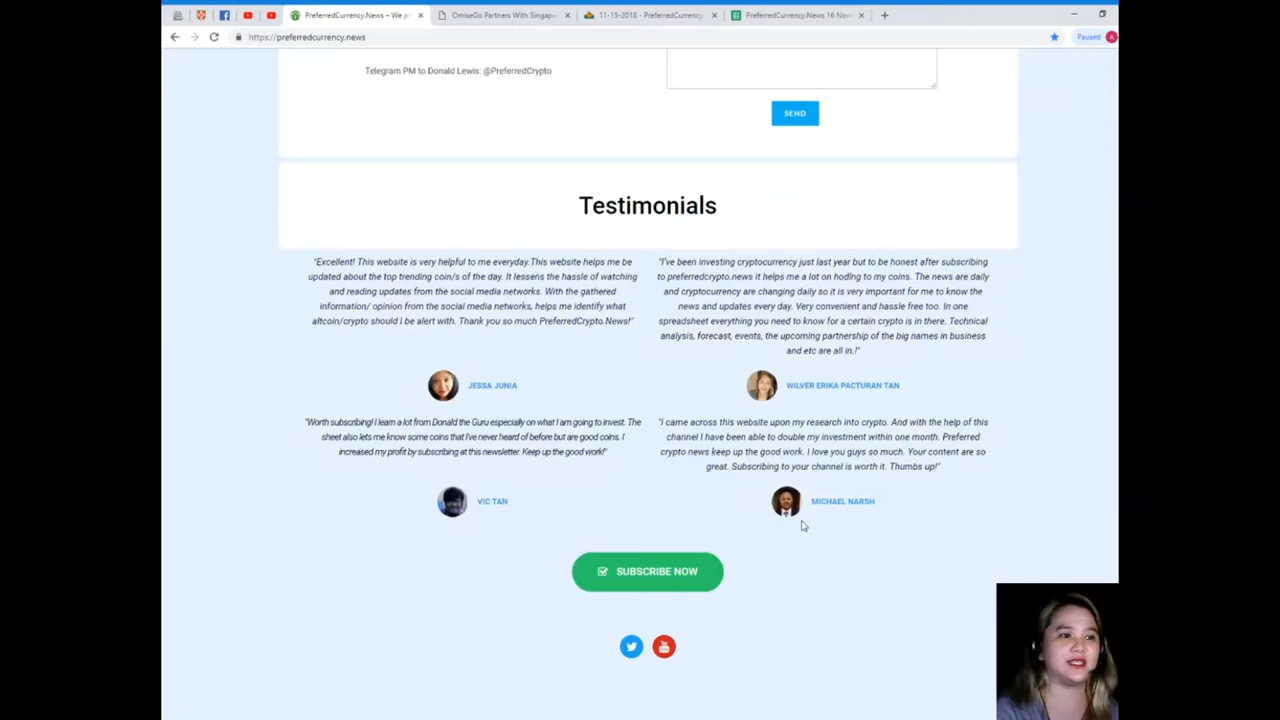 PreferredCurrency.News – We p
OmiseGo Partners With Singap
11-15-2018 - PreferredCurrency
PreferredCurrency.News 16 Nov
https://preferredcurrency.news
Paused
A
Telegram PM to Donald Lewis: @PreferredCrypto
SEND
Testimonials
"Excellent! This website is very helpful to me everyday.This website helps me be
updated about the top trending coin/s of the day. It lessens the hassle of watching
and reading updates from the social media networks. With the gathered
information/ opinion from the social media networks, helps me identify what
altcoin/crypto should I be alert with. Thank you so much PreferredCrypto.News!"
JESSA JUNIA
"I've been investing cryptocurrency just last year but to be honest after subscribing
to preferredcrypto.news it helps me a lot on hodlng to my coins. The news are daily
and cryptocurrency are changing daily so it is very important for me to know the
news and updates every day. Very convenient and hassle free too. In one
spreadsheet everything you need to know for a certain crypto is in there. Technical
analysis, forecast, events, the upcoming partnership of the big names in business
and etc are all in.!"
WILVER ERIKA PACTURAN TAN
"Worth subscribing! I learn a lot from Donald the Guru especially on what I am going to invest. The
sheet also lets me know some coins that I've never heard of before but are good coins. I
increased my profit by subscribing at this newsletter. Keep up the good work!"
VIC TAN
"I came across this website upon my research into crypto. And with the help of this
channel I have been able to double my investment within one month. Preferred
crypto news keep up the good work. I love you guys so much. Your content are so
great. Subscribing to your channel is worth it. Thumbs up!"
MICHAEL NARSH
SUBSCRIBE NOW
You Tube